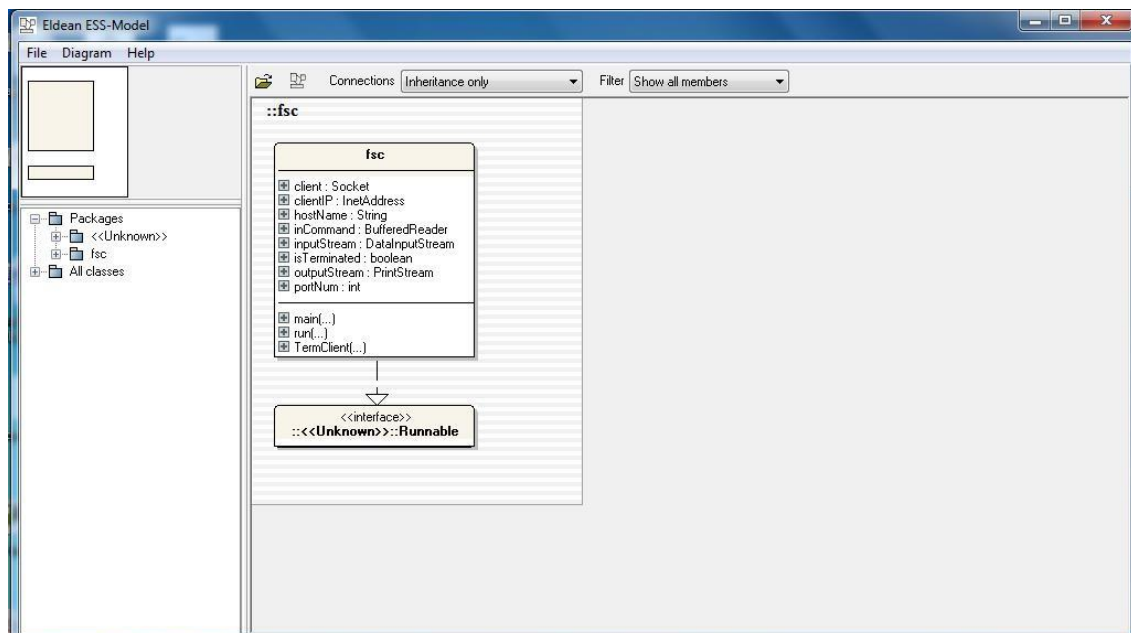 Eldean ESS-Model
File Diagram Help
Connections Inheritance only Filter Show all members
::fsc
fsc
client : Socket
clientIP : InetAddress
hostName : String
inCommand : BufferedReader
inputStream : DataInputStream
isTerminated : boolean
outputStream : PrintStream
portNum : int
main(...)
run(...)
TermClient(...)
<<interface>>
::<<Unknown>>::Runnable
Packages
<<Unknown>>
fsc
All classes